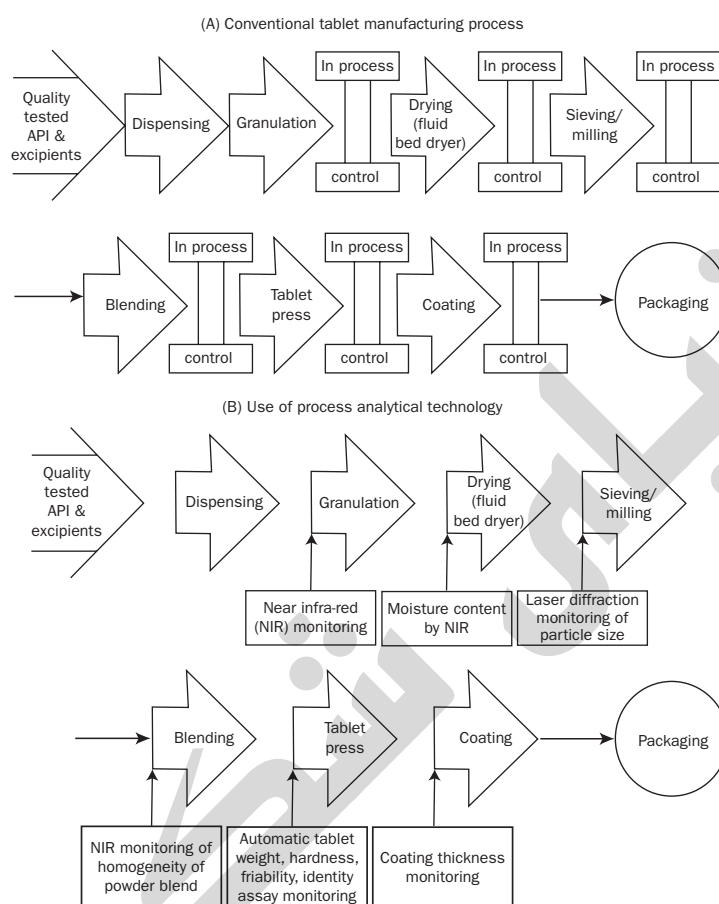 (A) Conventional tablet manufacturing process
Quality
tested
API &
excipients
Dispensing
Granulation
In process
control
Drying
(fluid
bed dryer)
In process
control
Sieving/
milling
In process
control
Blending
In process
control
Tablet
press
In process
control
Coating
In process
control
Packaging
(B) Use of process analytical technology
Quality
tested
API &
excipients
Dispensing
Granulation
Drying
(fluid
bed dryer)
Sieving/
milling
Near infra-red
(NIR) monitoring
Moisture content
by NIR
Laser diffraction
monitoring of
particle size
Blending
Tablet
press
Coating
Packaging
NIR monitoring of
homogeneity of
powder blend
Automatic tablet
weight, hardness,
friability, identity
assay monitoring
Coating thickness
monitoring